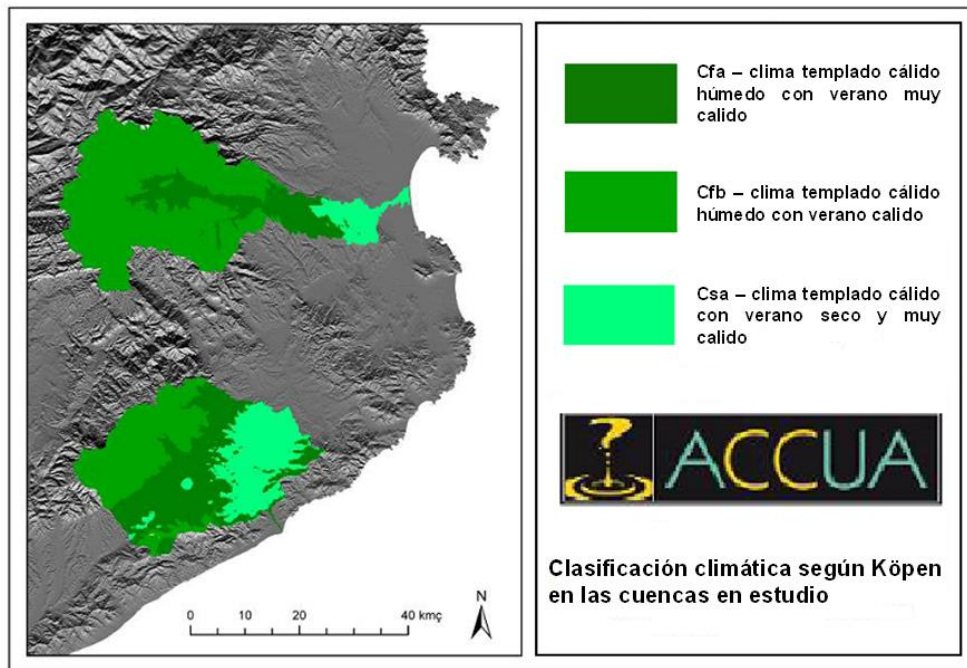 Cfa – clima templado cálido
húmedo con verano muy
calido
Cfb – clima templado cálido
húmedo con verano calido
Csa – clima templado cálido
con verano seco y muy
calido
ACCUA
Clasificación climática según Köpen
en las cuencas en estudio
0 20 40 kmç
N